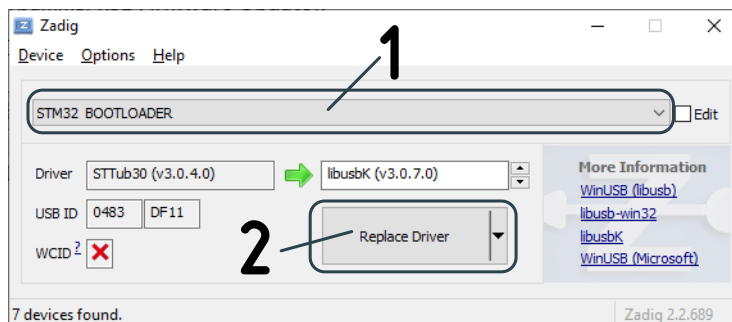 Zadig
Device Options Help
1
STM32 BOOTLOADER
Edit
Driver STTub30 (v3.0.4.0) libusbK (v3.0.7.0)
More Information
WinUSB (libusb)
USB ID 0483 DF11
libusb-win32
2
Replace Driver
libusbK
WCID ?
WinUSB (Microsoft)
7 devices found.
Zadig 2.2.689